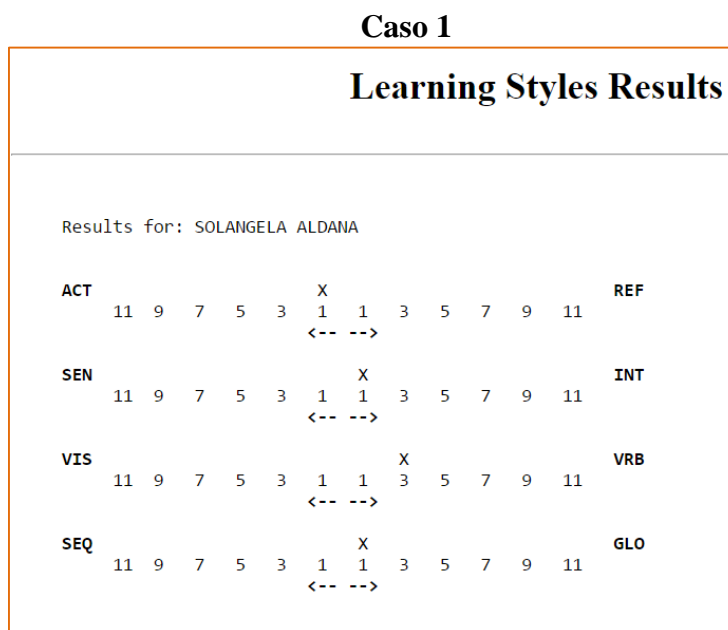 Caso 1
Learning Styles Results
Results for: SOLANGELA ALDANA
ACT X REF
11 9 7 5 3 1 1 3 5 7 9 11
<-- -->
SEN X INT
11 9 7 5 3 1 1 3 5 7 9 11
<-- -->
VIS X VRB
11 9 7 5 3 1 1 3 5 7 9 11
<-- -->
SEQ X GLO
11 9 7 5 3 1 1 3 5 7 9 11
<-- -->